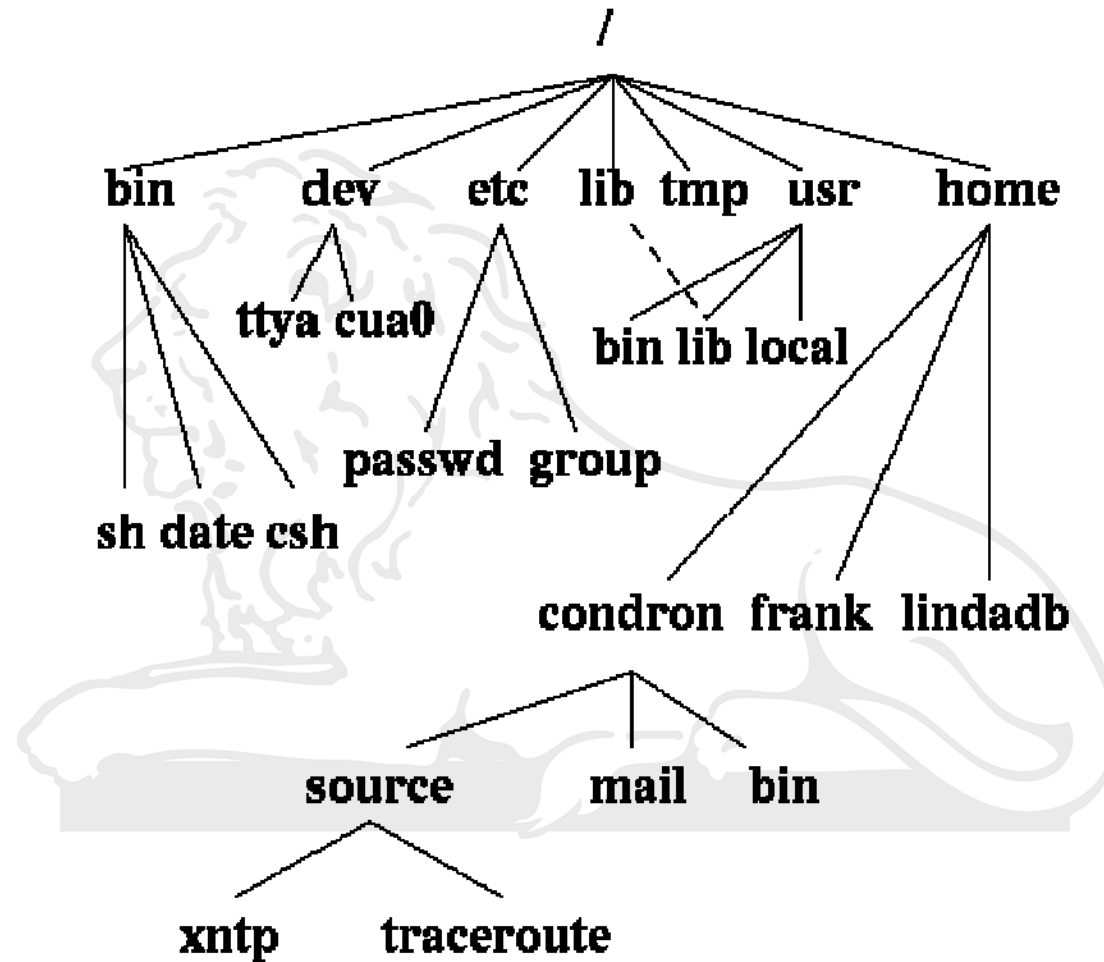 /
bin dev etc lib tmp usr home
ttya cua0
bin lib local
passwd group
sh date csh
condron frank lindadb
source mail bin
xntp traceroute